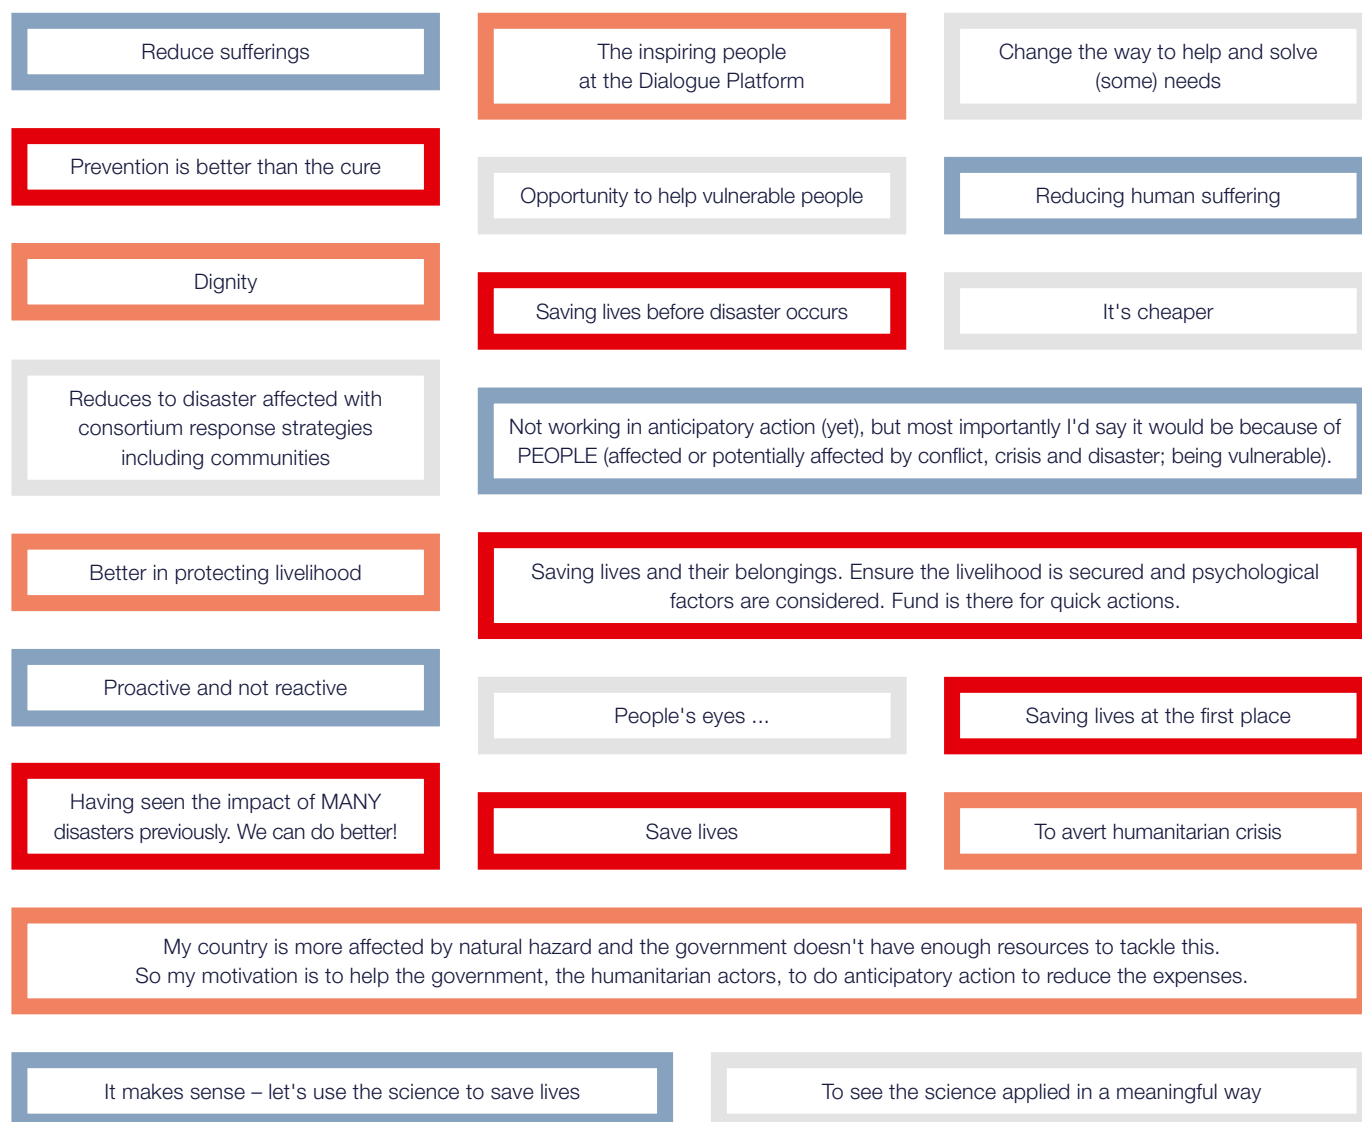 Reduce sufferings
The inspiring people
at the Dialogue Platform
Change the way to help and solve
(some) needs
Prevention is better than the cure
Opportunity to help vulnerable people
Reducing human suffering
Dignity
Saving lives before disaster occurs
It's cheaper
Reduces to disaster affected with
consortium response strategies
including communities
Not working in anticipatory action (yet), but most importantly I'd say it would be because of
PEOPLE (affected or potentially affected by conflict, crisis and disaster; being vulnerable).
Better in protecting livelihood
Saving lives and their belongings. Ensure the livelihood is secured and psychological
factors are considered. Fund is there for quick actions.
Proactive and not reactive
People's eyes ...
Saving lives at the first place
Having seen the impact of MANY
disasters previously. We can do better!
Save lives
To avert humanitarian crisis
My country is more affected by natural hazard and the government doesn't have enough resources to tackle this.
So my motivation is to help the government, the humanitarian actors, to do anticipatory action to reduce the expenses.
It makes sense – let's use the science to save lives
To see the science applied in a meaningful way